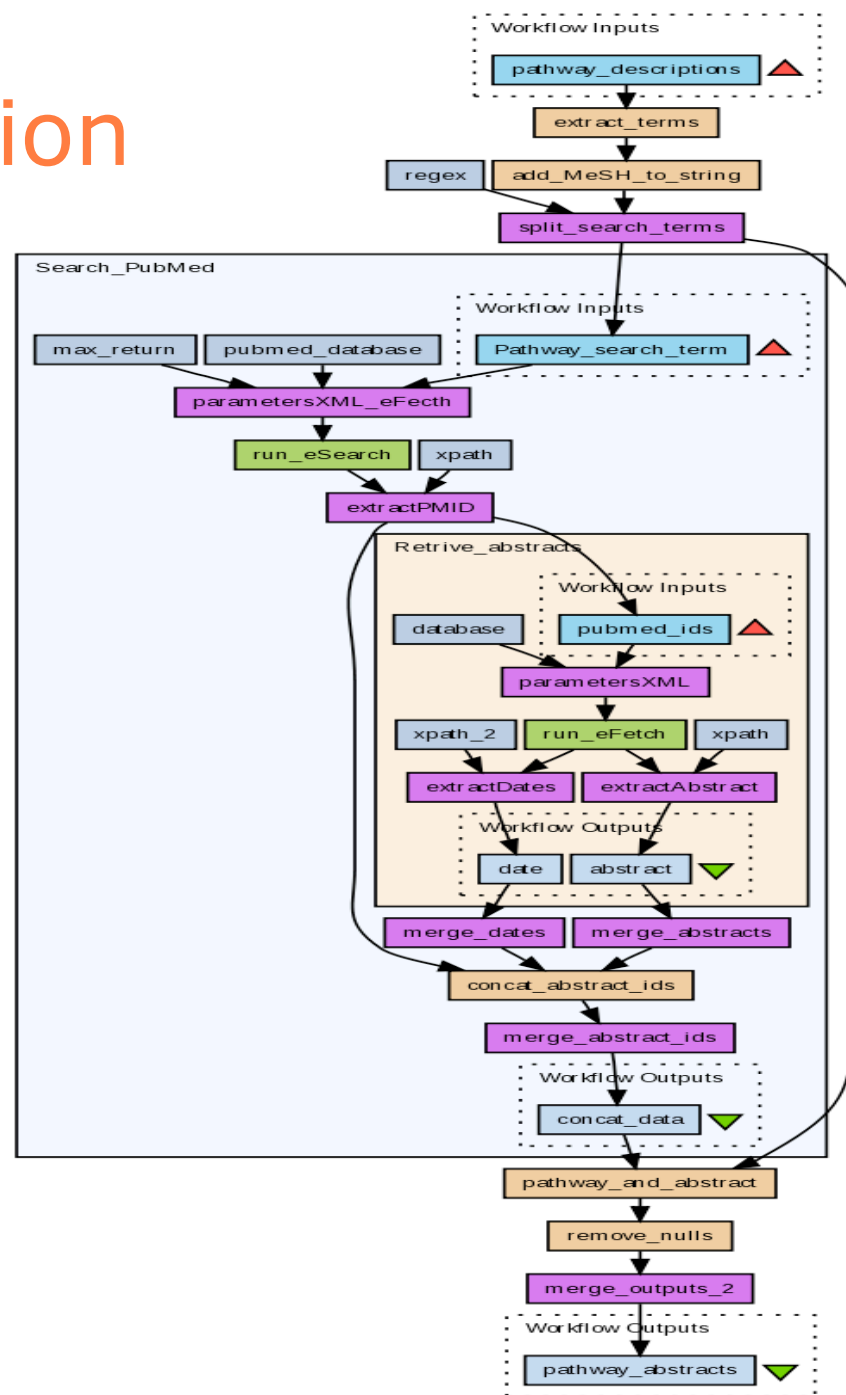 Workflow Inputs
pathway_descriptions
ion
extract_terms
regex
add_MeSH_to_string
split_search_terms
Search_PubMed
Workflow Inputs
max_return
pubmed_database
Pathway_search_term
parametersXML_eFecth
run_eSearch
xpath
extractPMID
Retrive_abstracts
Workflow Inputs
database
pubmed_ids
parametersXML
xpath_2
run_eFetch
xpath
extractDates
extractAbstract
Workflow Outputs
date
abstract
merge_dates
merge_abstracts
concat_abstract_ids
merge_abstract_ids
Workflow Outputs
concat_data
pathway_and_abstract
remove_nulls
merge_outputs_2
Workflow Outputs
pathway_abstracts